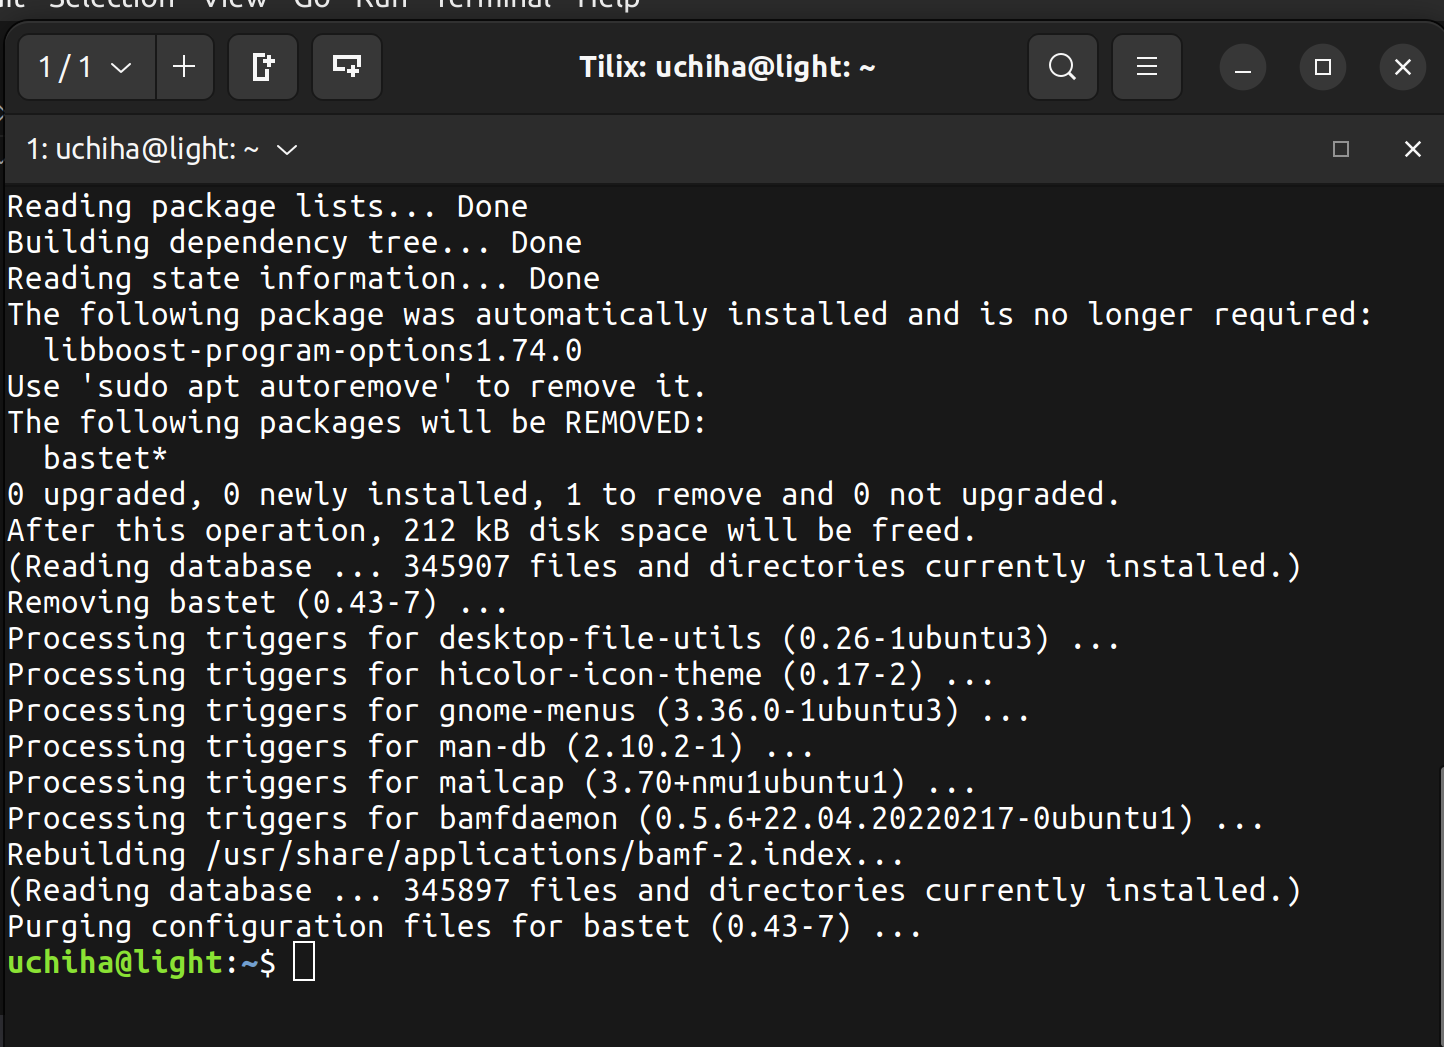 Selection View Go Run Terminal Help
1 / 1
Tilix: uchiha@light: ~
1: uchiha@light: ~
Reading package lists... Done
Building dependency tree... Done
Reading state information... Done
The following package was automatically installed and is no longer required:
  libboost-program-options1.74.0
Use 'sudo apt autoremove' to remove it.
The following packages will be REMOVED:
  bastet*
0 upgraded, 0 newly installed, 1 to remove and 0 not upgraded.
After this operation, 212 kB disk space will be freed.
(Reading database ... 345907 files and directories currently installed.)
Removing bastet (0.43-7) ...
Processing triggers for desktop-file-utils (0.26-1ubuntu3) ...
Processing triggers for hicolor-icon-theme (0.17-2) ...
Processing triggers for gnome-menus (3.36.0-1ubuntu3) ...
Processing triggers for man-db (2.10.2-1) ...
Processing triggers for mailcap (3.70+nmu1ubuntu1) ...
Processing triggers for bamfdaemon (0.5.6+22.04.20220217-0ubuntu1) ...
Rebuilding /usr/share/applications/bamf-2.index...
(Reading database ... 345897 files and directories currently installed.)
Purging configuration files for bastet (0.43-7) ...
uchiha@light:~$